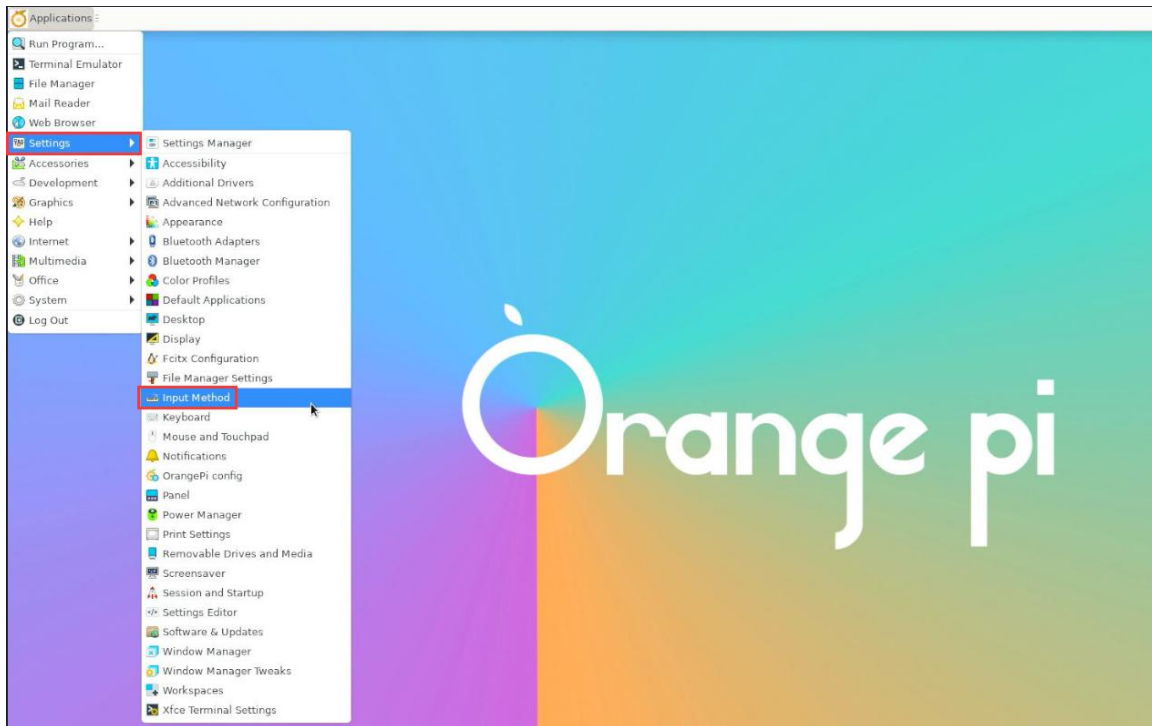 Applications
Run Program...
Terminal Emulator
File Manager
Mail Reader
Web Browser
Settings
Accessories
Development
Graphics
Help
Internet
Multimedia
Office
System
Log Out
Settings Manager
Accessibility
Additional Drivers
Advanced Network Configuration
Appearance
Bluetooth Adapters
Bluetooth Manager
Color Profiles
Default Applications
Desktop
Display
Fcitx Configuration
File Manager Settings
Input Method
Keyboard
Mouse and Touchpad
Notifications
OrangePi config
Panel
Power Manager
Print Settings
Removable Drives and Media
Screensaver
Session and Startup
Settings Editor
Software & Updates
Window Manager
Window Manager Tweaks
Workspaces
Xfce Terminal Settings
Orange pi